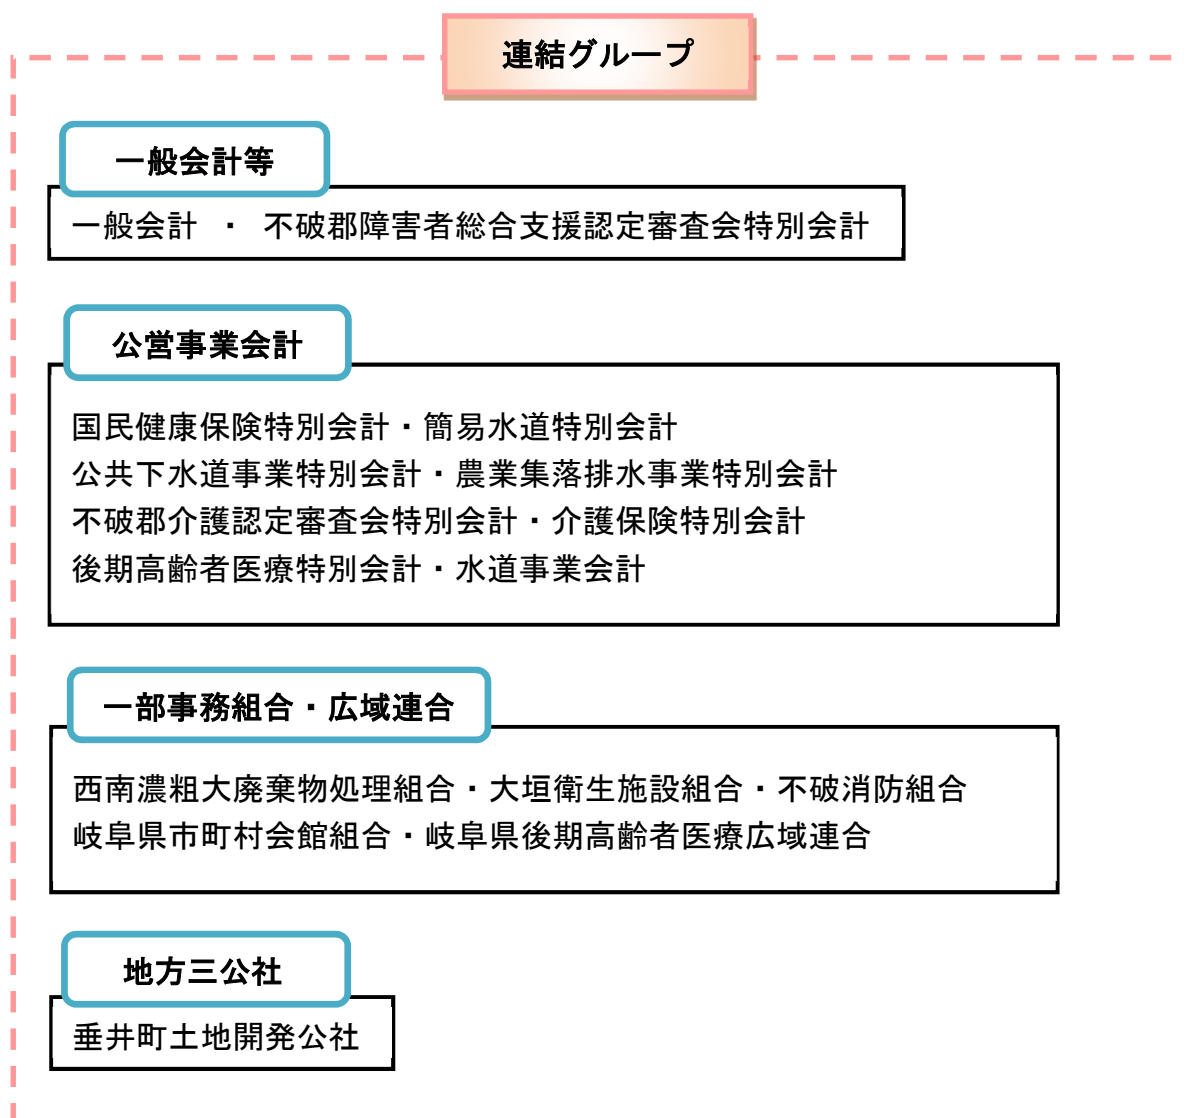 連結グループ
一般会計等
一般会計　・　不破郡障害者総合支援認定審査会特別会計
公営事業会計
国民健康保険特別会計・簡易水道特別会計
公共下水道事業特別会計・農業集落排水事業特別会計
不破郡介護認定審査会特別会計・介護保険特別会計
後期高齢者医療特別会計・水道事業会計
一部事務組合・広域連合
西南濃粗大廃棄物処理組合・大垣衛生施設組合・不破消防組合
岐阜県市町村会館組合・岐阜県後期高齢者医療広域連合
地方三公社
垂井町土地開発公社